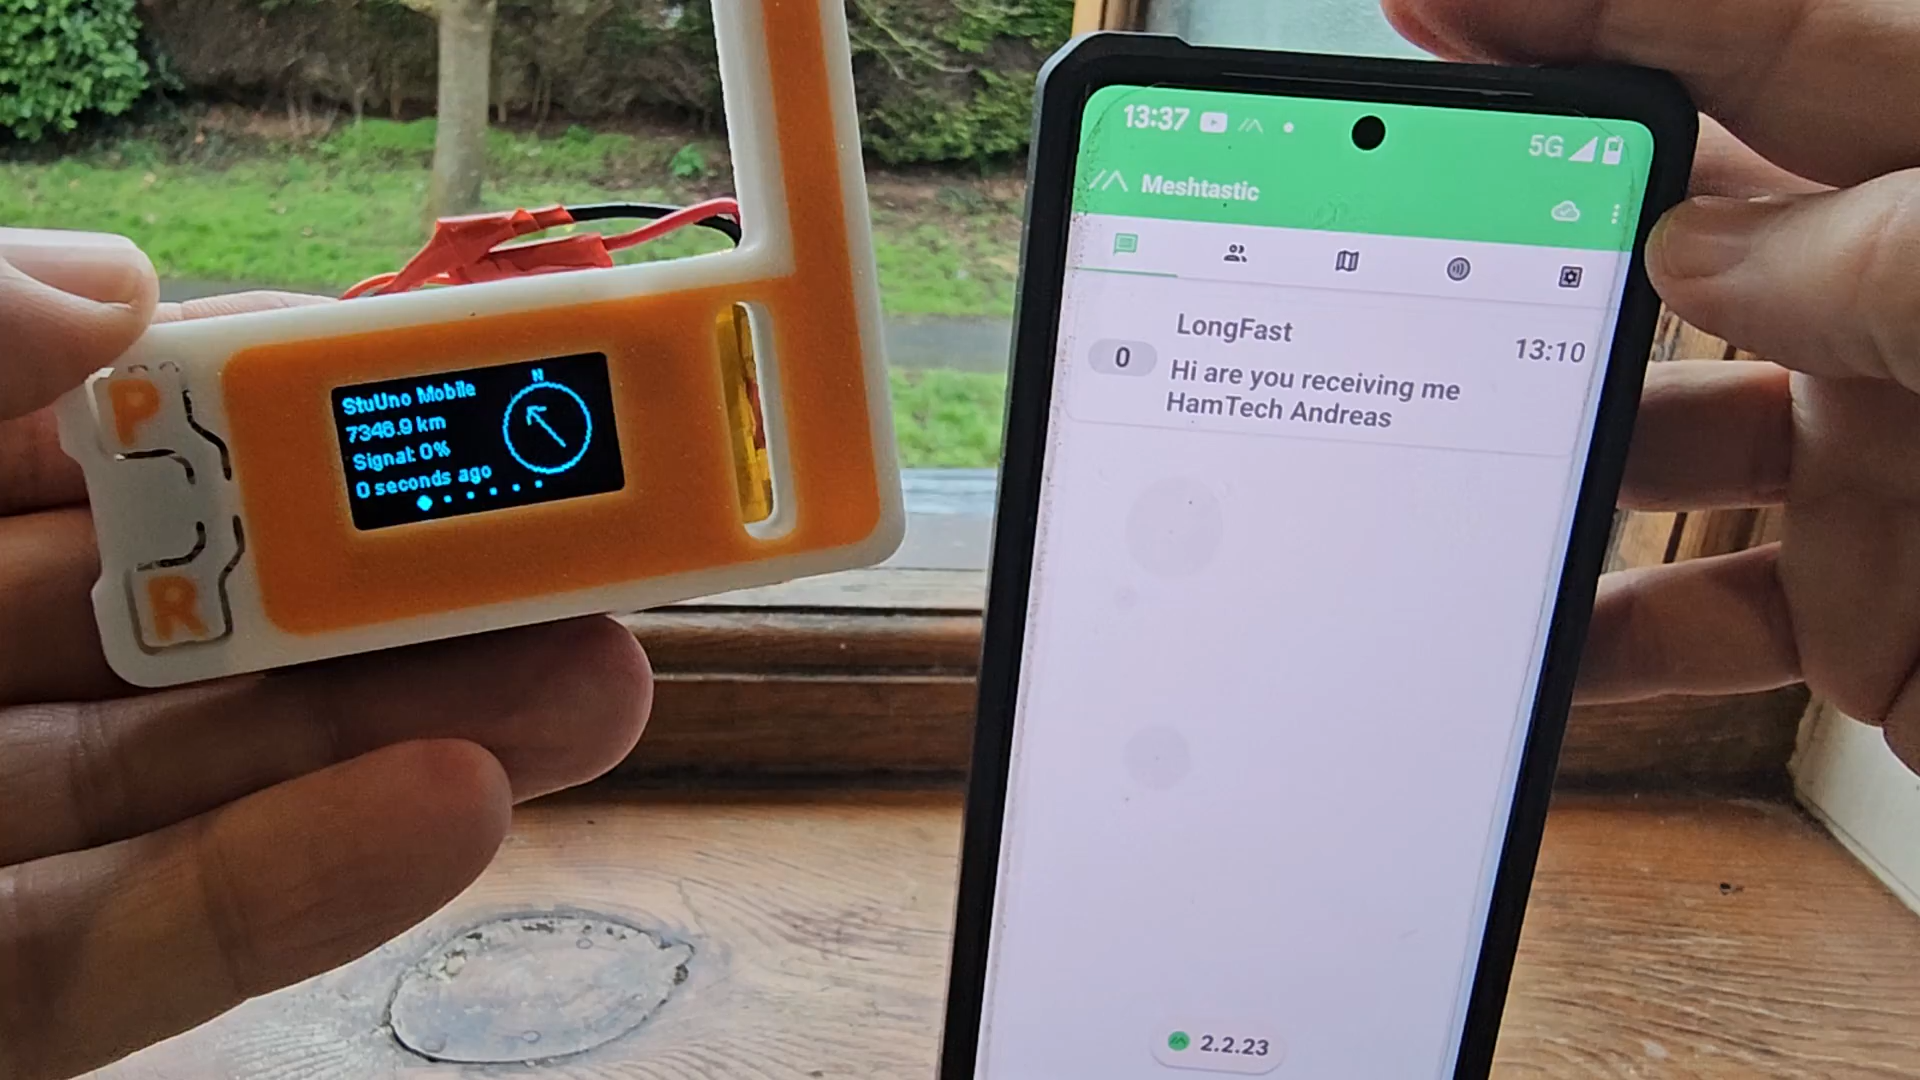 P
R
StuUno Mobile
7346.9 km
Signal: 0%
0 seconds ago
N
13:37
5G
Meshtastic
LongFast
13:10
0
Hi are you receiving me
HamTech Andreas
2.2.23